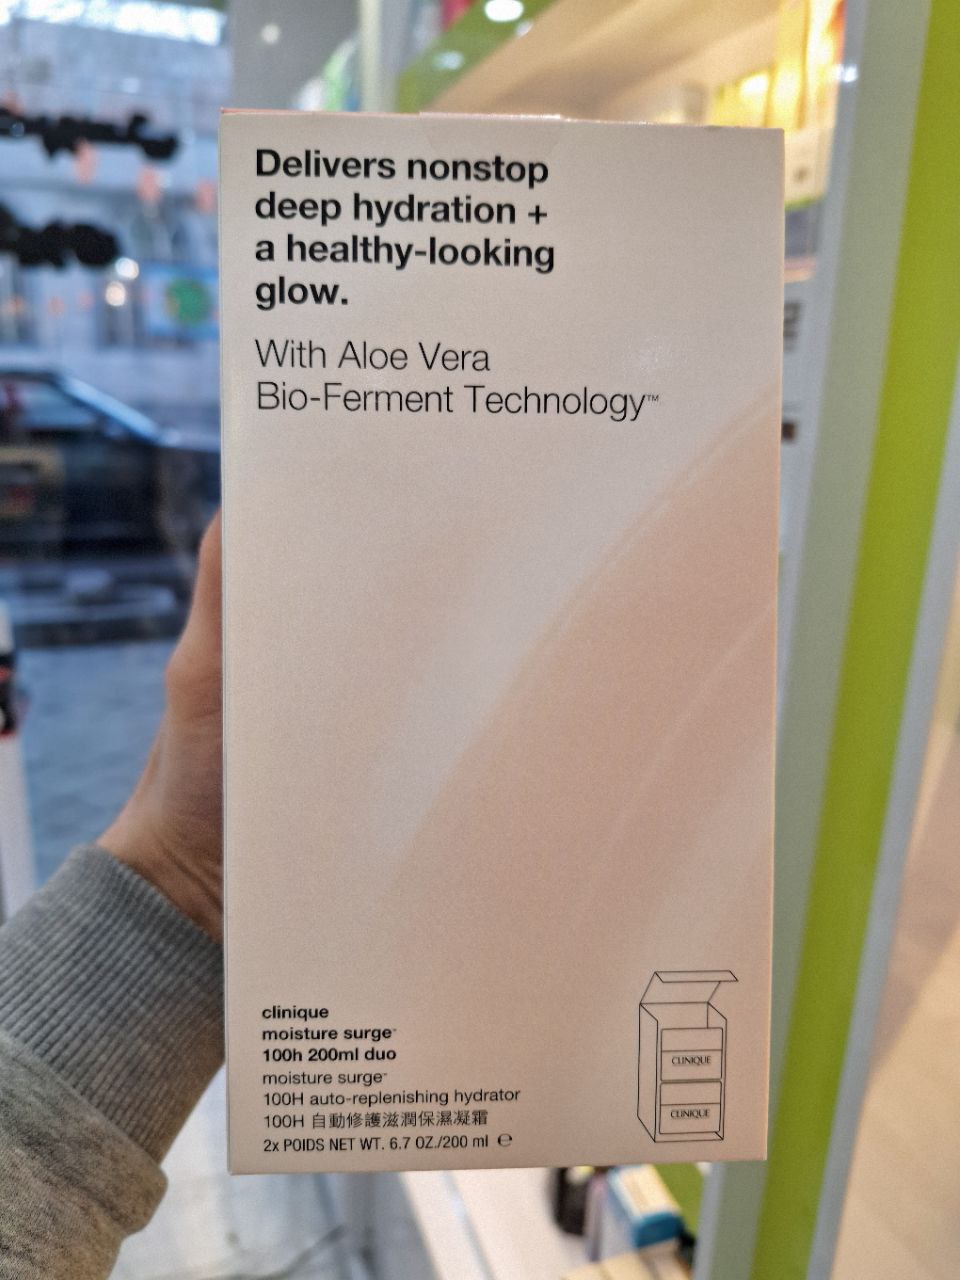 Delivers nonstop
deep hydration +
a healthy-looking
glow.
With Aloe Vera
Bio-Ferment Technology™
clinique
moisture surge™
100h 200ml duo
moisture surge™
100H auto-replenishing hydrator
100H 自動修護滋潤保濕凝霜
2x POIDS NET WT. 6.7 OZ./200 ml ℮
CLINIQUE
CLINIQUE